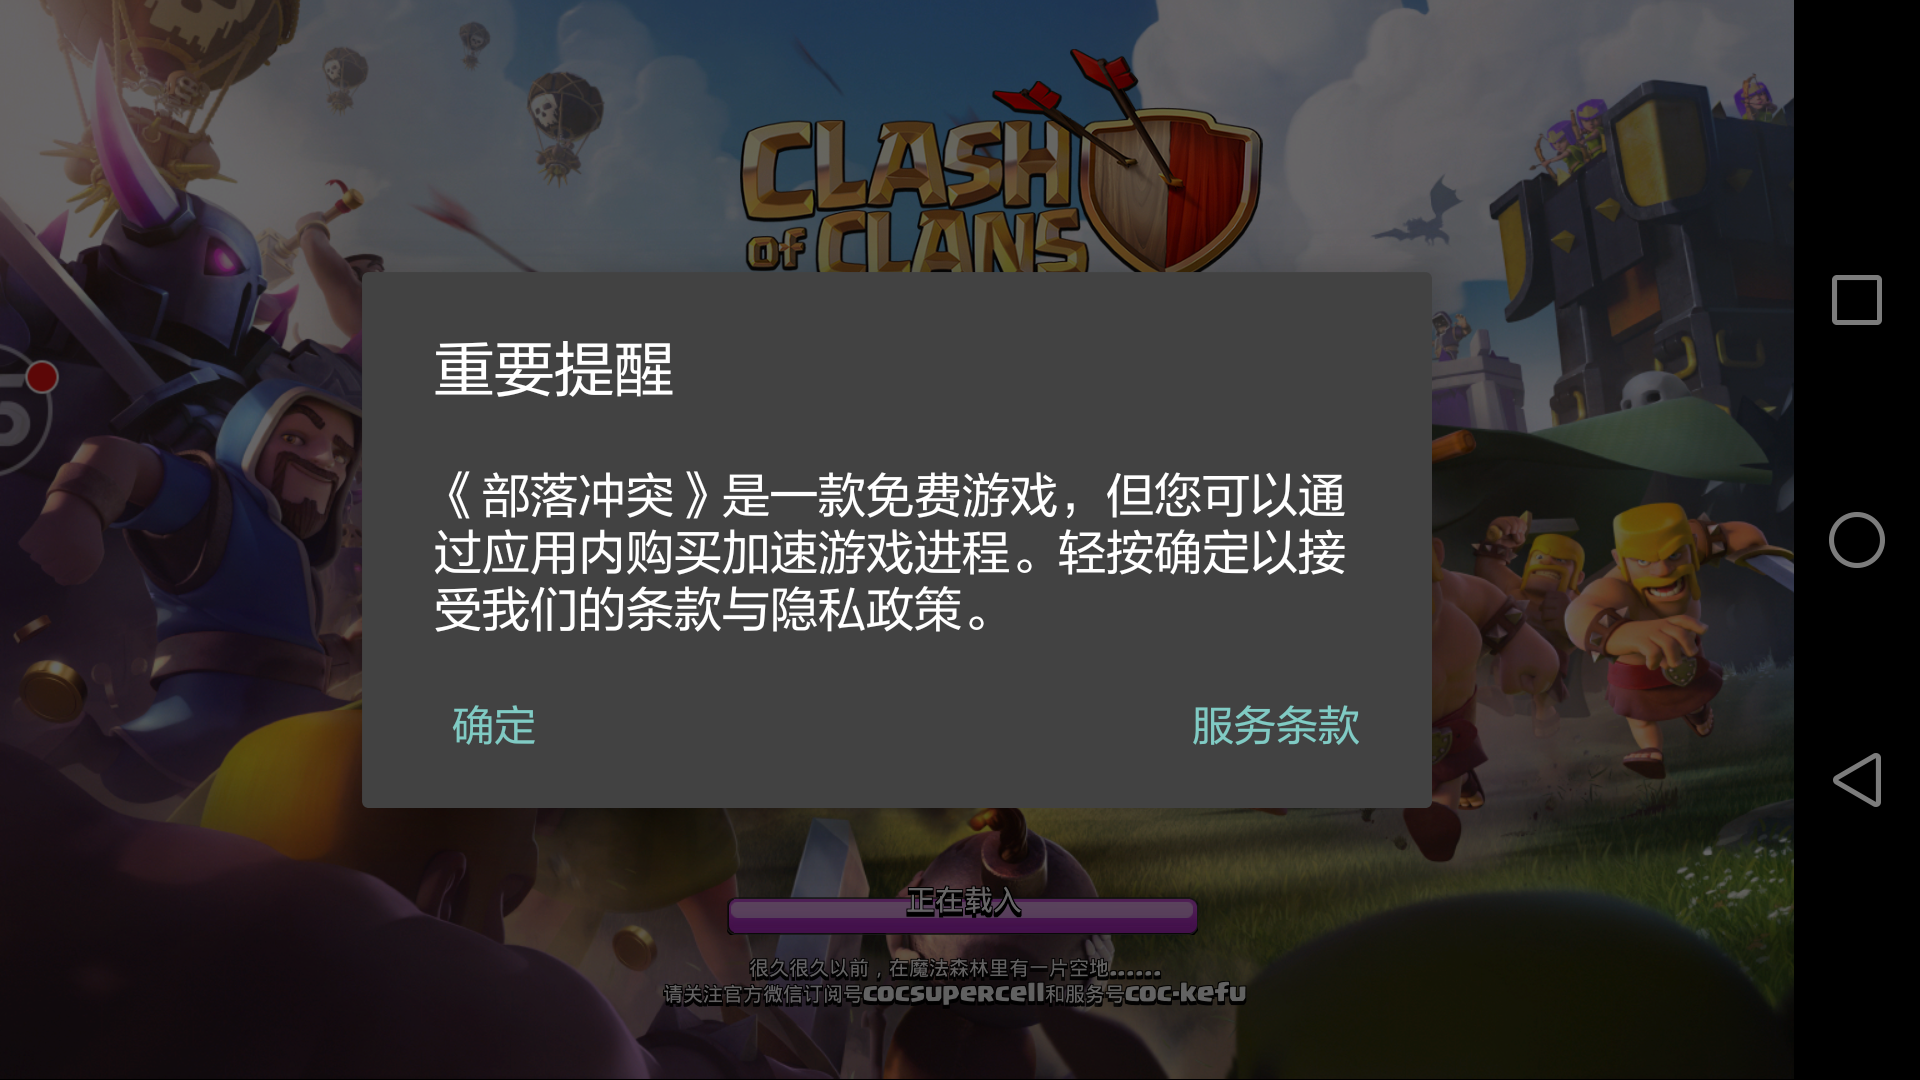 CLASH
OF CLANS
重要提醒
《部落冲突》是一款免费游戏，但您可以通
过应用内购买加速游戏进程。轻按确定以接
受我们的条款与隐私政策。
确定
服务条款
正在载入
很久很久以前，在魔法森林里有一片空地......
请关注官方微信订阅号cocsupercell和服务号coc-kefu